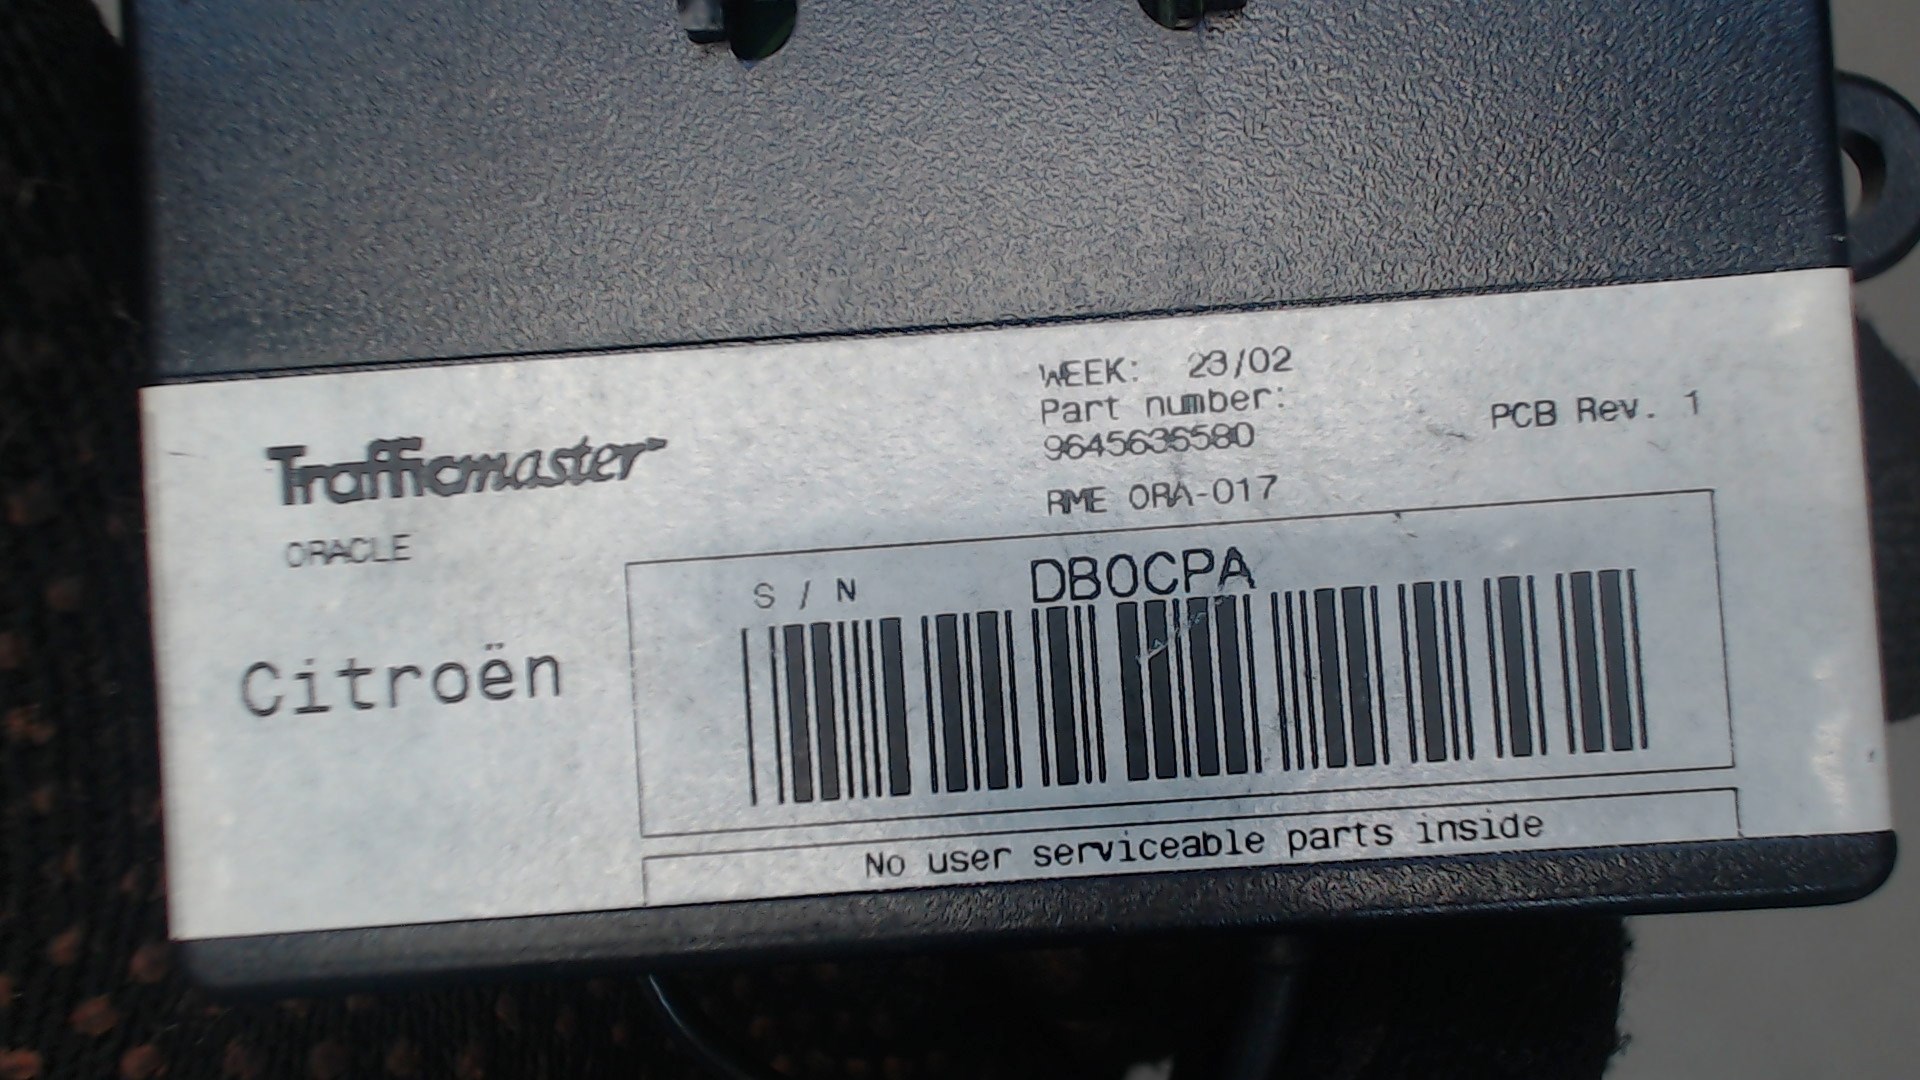 WEEK: 23/02
Part number:
9645636580
PCB Rev. 1
Trafficmaster
RME ORA-017
ORACLE
S / N DB0CPA
Citroën
No user serviceable parts inside